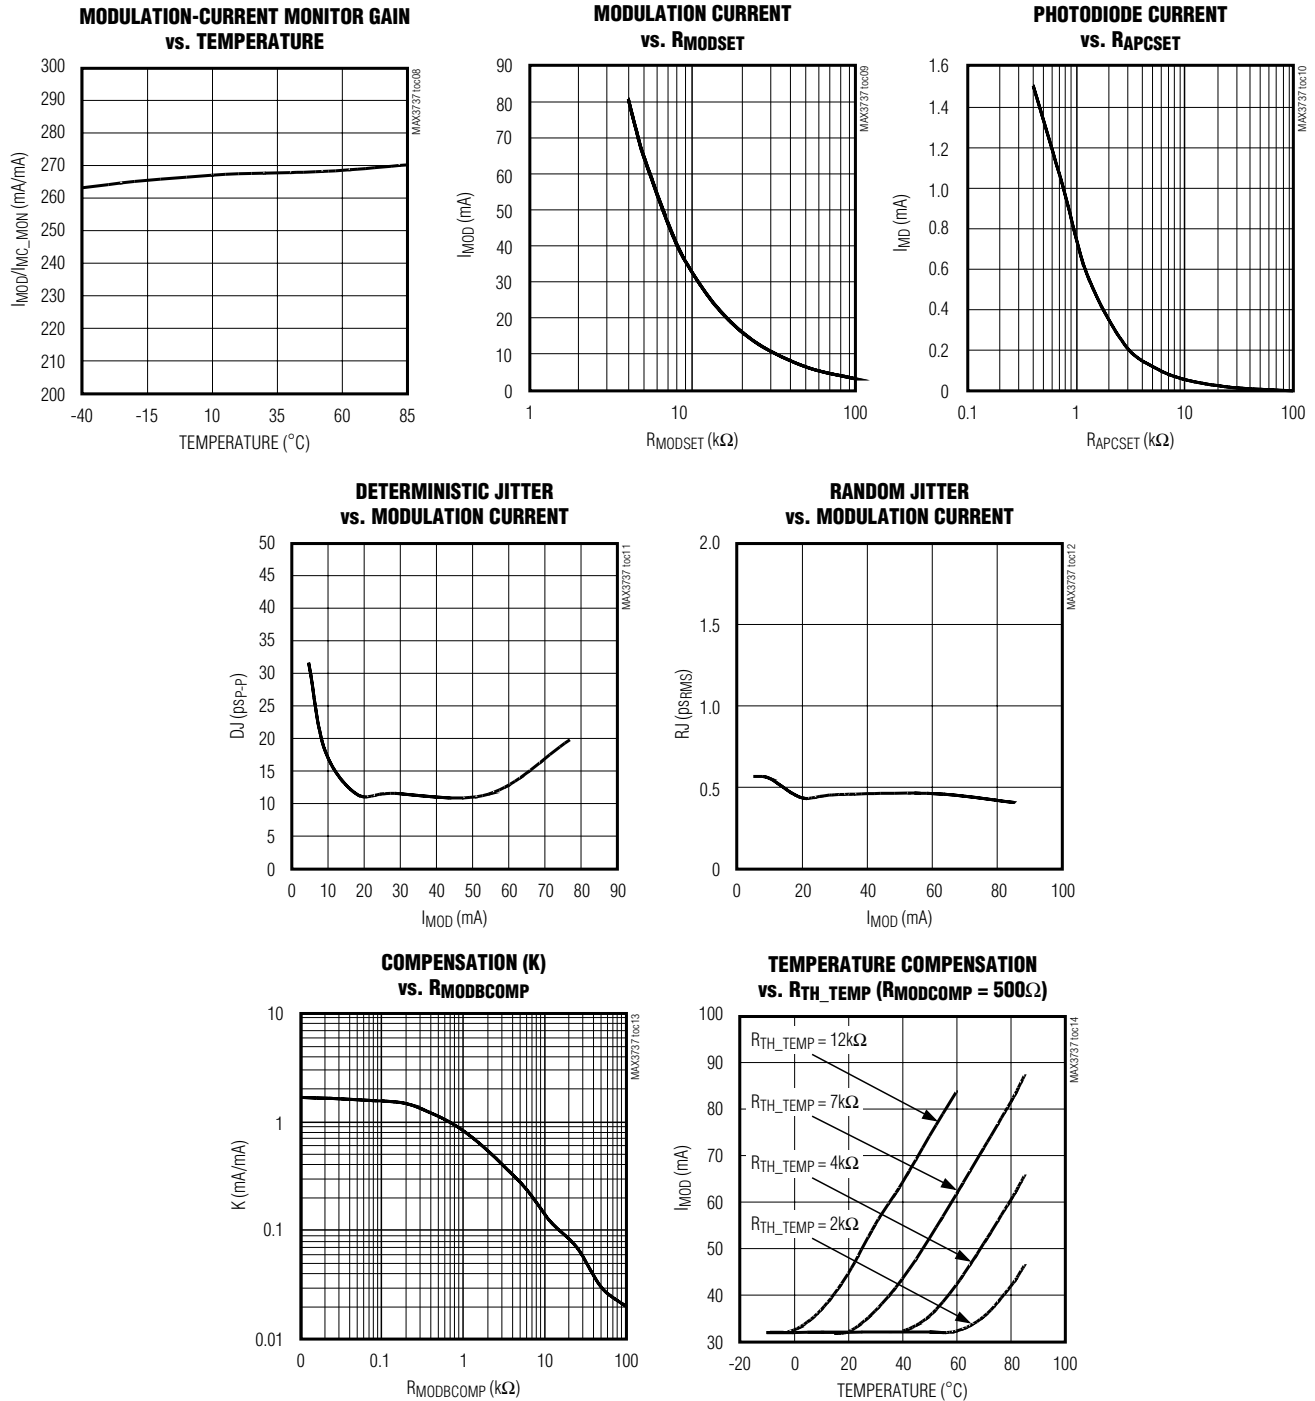 MODULATION-CURRENT MONITOR GAIN
vs. TEMPERATURE
300
290
280
270
260
250
240
230
220
210
200
IMOD/IMC_MON (mA/mA)
-40 -15 10 35 60 85
TEMPERATURE (°C)
MAX3737 toc08
MODULATION CURRENT
vs. RMODSET
90
80
70
60
50
40
30
20
10
0
IMOD (mA)
1 10 100
RMODSET (kΩ)
MAX3737 toc09
PHOTODIODE CURRENT
vs. RAPCSET
1.6
1.4
1.2
1.0
0.8
0.6
0.4
0.2
0
IMD (mA)
0.1 1 10 100
RAPCSET (kΩ)
MAX3737 toc10
DETERMINISTIC JITTER
vs. MODULATION CURRENT
50
45
40
35
30
25
20
15
10
5
0
DJ (psP-P)
0 10 20 30 40 50 60 70 80 90
IMOD (mA)
MAX3737 toc11
RANDOM JITTER
vs. MODULATION CURRENT
2.0
1.5
1.0
0.5
0
RJ (psRMS)
0 20 40 60 80 100
IMOD (mA)
MAX3737 toc12
COMPENSATION (K)
vs. RMODBCOMP
10
1
0.1
0.01
K (mA/mA)
0 0.1 1 10 100
RMODBCOMP (kΩ)
MAX3737 toc13
TEMPERATURE COMPENSATION
vs. RTH_TEMP (RMODCOMP = 500Ω)
100
90
80
70
60
50
40
30
IMOD (mA)
RTH_TEMP = 12kΩ
RTH_TEMP = 7kΩ
RTH_TEMP = 4kΩ
RTH_TEMP = 2kΩ
-20 0 20 40 60 80 100
TEMPERATURE (°C)
MAX3737 toc14